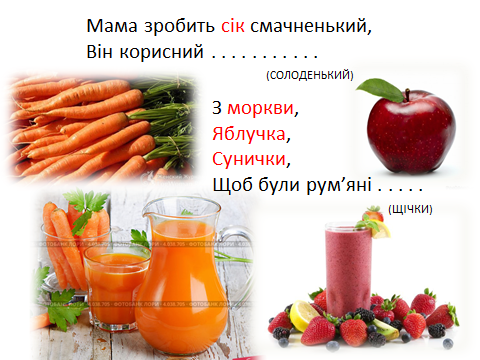 Мама зробить сік смачненький,
Він корисний . . . . . . . . . . .
(СОЛОДЕНЬКИЙ)
З моркви,
Яблучка,
Сунички,
Щоб були рум’яні . . . . .
(ЩІЧКИ)